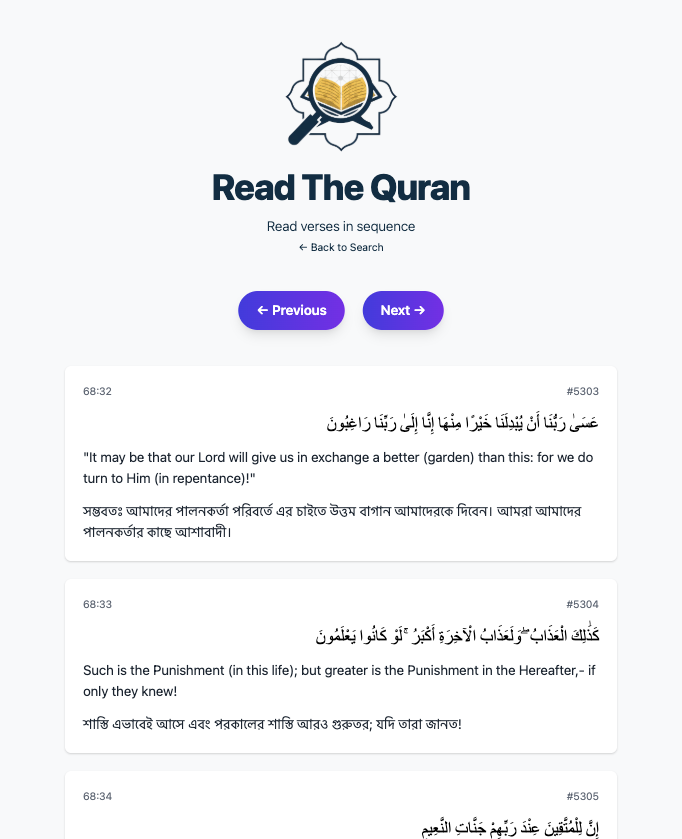 Read The Quran
Read verses in sequence
← Back to Search
← Previous
Next →
68:32
#5303
عَسَىٰ رَبُّنَا أَنْ يُبْدِلَنَا خَيْرًا مِنْهَا إِنَّا إِلَىٰ رَبِّنَا رَاغِبُونَ
"It may be that our Lord will give us in exchange a better (garden) than this: for we do
turn to Him (in repentance)!"
সম্ভবতঃ আমাদের পালনকর্তা পরিবর্তে এর চাইতে উত্তম বাগান আমাদেরকে দিবেন। আমরা আমাদের
পালনকর্তার কাছে আশাবাদী।
68:33
#5304
كَذَٰلِكَ الْعَذَابُ ۖ وَلَعَذَابُ الْآخِرَةِ أَكْبَرُ ۚ لَوْ كَانُوا يَعْلَمُونَ
Such is the Punishment (in this life); but greater is the Punishment in the Hereafter,- if
only they knew!
শাস্তি এভাবেই আসে এবং পরকালের শাস্তি আরও গুরুতর; যদি তারা জানত!
68:34
#5305
إِنَّ لِلْمُتَّقِينَ عِنْدَ رَبِّهِمْ جَنَّاتِ النَّعِيمِ